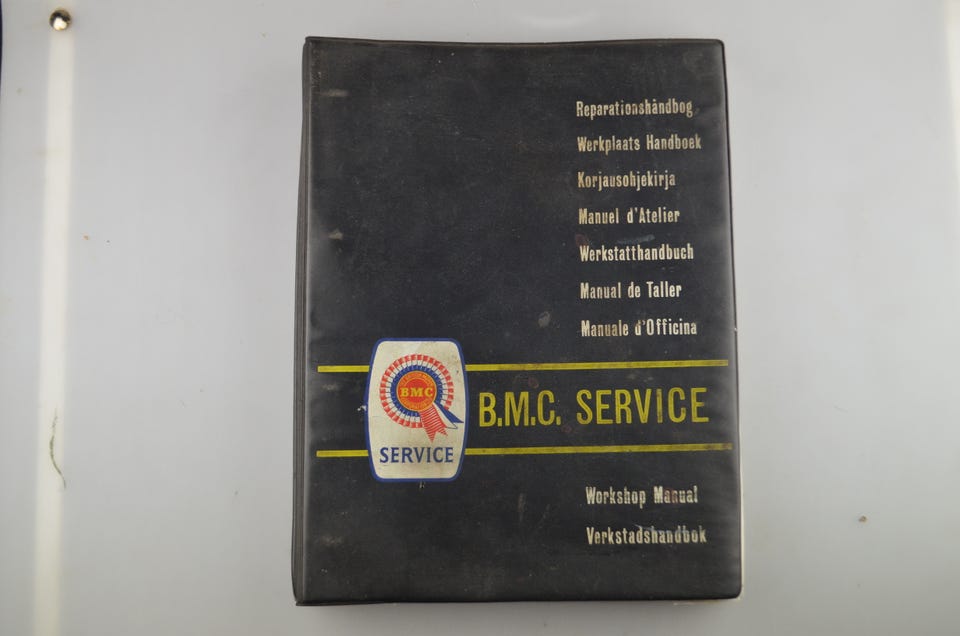 Reparationshåndbog
Werkplaats Handboek
Korjausohjekirja
Manuel d'Atelier
Werkstatthandbuch
Manual de Taller
Manuale d'Officina
BMC
SERVICE
B.M.C. SERVICE
Workshop Manual
Verkstadshandbok